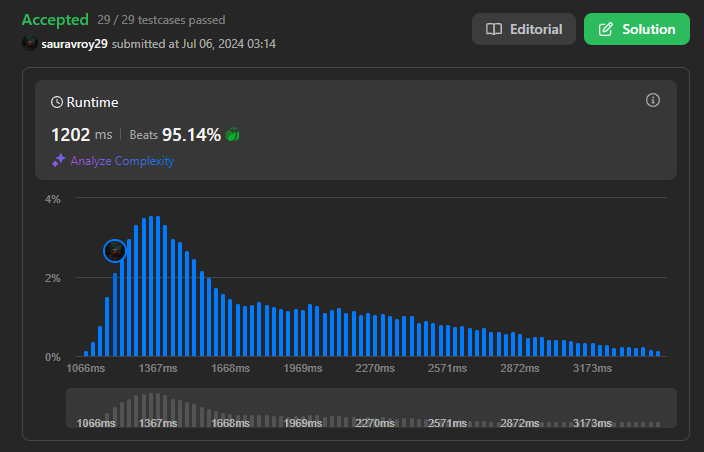 Accepted 29 / 29 testcases passed
Editorial
Solution
sauravroy29 submitted at Jul 06, 2024 03:14
Runtime
1202 ms | Beats 95.14%
Analyze Complexity
4%
2%
0%
1066ms 1367ms 1668ms 1969ms 2270ms 2571ms 2872ms 3173ms
1066ms 1367ms 1668ms 1969ms 2270ms 2571ms 2872ms 3173ms